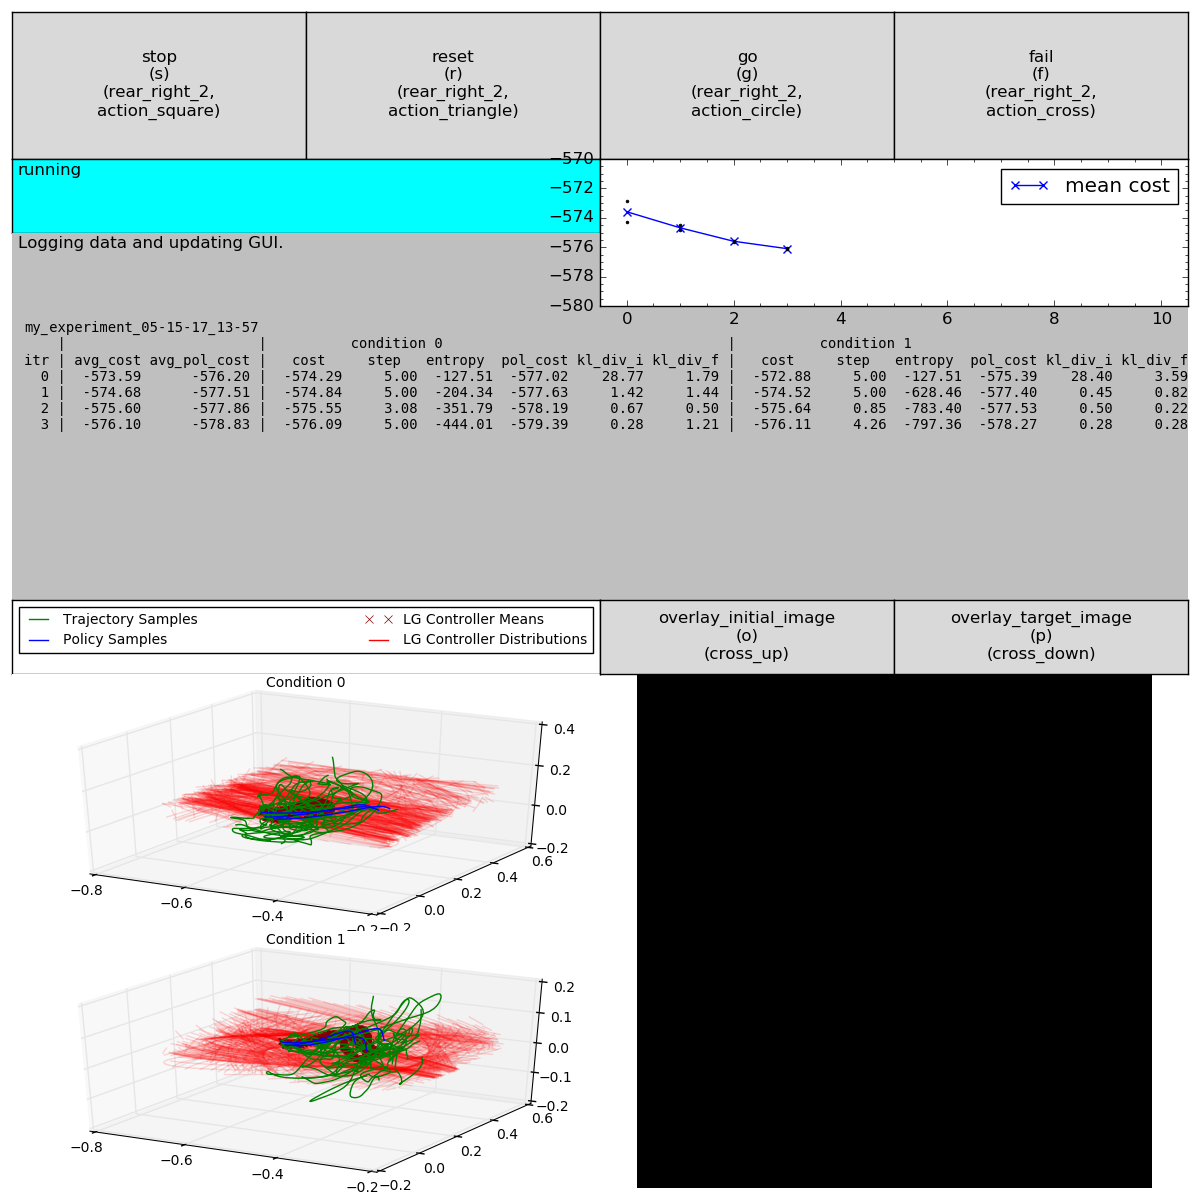 stop
(s)
(rear_right_2,
action_square)
reset
(r)
(rear_right_2,
action_triangle)
go
(g)
(rear_right_2,
action_circle)
fail
(f)
(rear_right_2,
action_cross)
running
Logging data and updating GUI.
−570
−572
−574
−576
−578
−580
mean cost
0 2 4 6 8 10
my_experiment_05-15-17_13-57
| | condition 0 | condition 1
itr | avg_cost avg_pol_cost | cost step entropy pol_cost kl_div_i kl_div_f | cost step entropy pol_cost kl_div_i kl_div_f
0 | -573.59 -576.20 | -574.29 5.00 -127.51 -577.02 28.77 1.79 | -572.88 5.00 -127.51 -575.39 28.40 3.59
1 | -574.68 -577.51 | -574.84 5.00 -204.34 -577.63 1.42 1.44 | -574.52 5.00 -628.46 -577.40 0.45 0.82
2 | -575.60 -577.86 | -575.55 3.08 -351.79 -578.19 0.67 0.50 | -575.64 0.85 -783.40 -577.53 0.50 0.22
3 | -576.10 -578.83 | -576.09 5.00 -444.01 -579.39 0.28 1.21 | -576.11 4.26 -797.36 -578.27 0.28 0.28
Trajectory Samples
Policy Samples
LG Controller Means
LG Controller Distributions
overlay_initial_image
(o)
(cross_up)
overlay_target_image
(p)
(cross_down)
Condition 0
0.4
0.2
0.0
−0.2
0.6
0.4
0.2
0.0
−0.2
−0.8
−0.6
−0.4
−0.2
Condition 1
0.2
0.1
0.0
−0.1
−0.2
0.6
0.4
0.2
0.0
−0.2
−0.8
−0.6
−0.4
−0.2